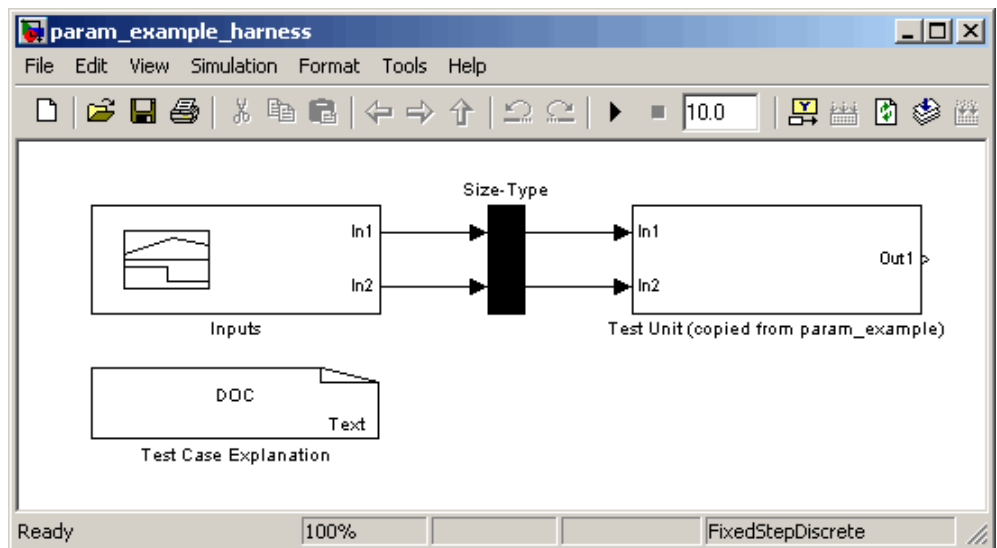 param_example_harness
File Edit View Simulation Format Tools Help
10.0
Size-Type
In1
In2
In1
In2
Out1
Inputs
Test Unit (copied from param_example)
DOC
Text
Test Case Explanation
Ready 100% FixedStepDiscrete